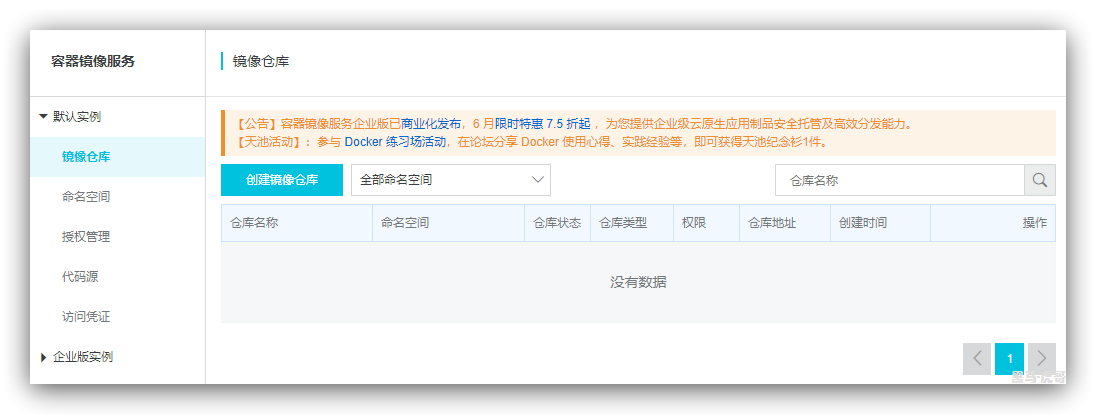 容器镜像服务
镜像仓库
默认实例
镜像仓库
命名空间
授权管理
代码源
访问凭证
企业版实例
【公告】容器镜像服务企业版已商业化发布，6 月限时特惠 7.5 折起 ，为您提供企业级云原生应用制品安全托管及高效分发能力。
【天池活动】：参与 Docker 练习场活动，在论坛分享 Docker 使用心得、实践经验等，即可获得天池纪念衫1件。
创建镜像仓库 全部命名空间 仓库名称
仓库名称 命名空间 仓库状态 仓库类型 权限 仓库地址 创建时间 操作
没有数据
1